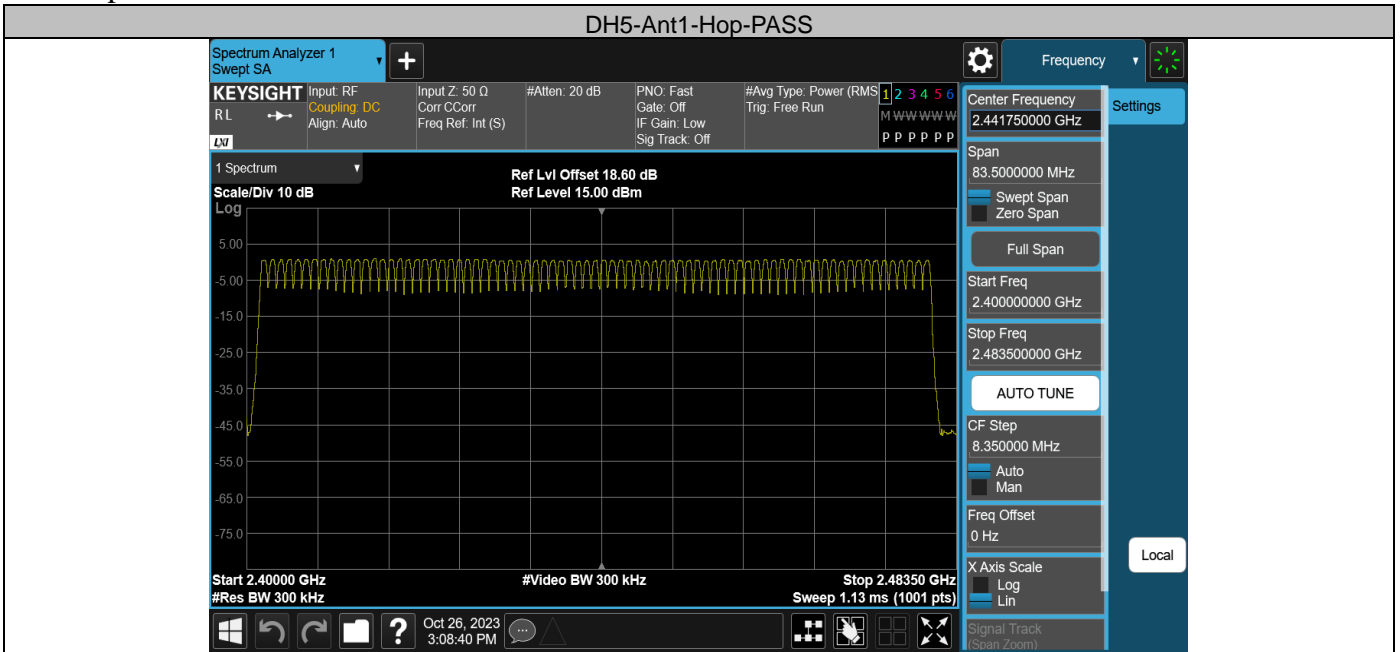 DH5-Ant1-Hop-PASS
Spectrum Analyzer 1
Swept SA
Frequency
KEYSIGHT
RL
LXI
Input: RF
Coupling: DC
Align: Auto
Input Z: 50 Ω
Corr CCorr
Freq Ref: Int (S)
#Atten: 20 dB
PNO: Fast
Gate: Off
IF Gain: Low
Sig Track: Off
#Avg Type: Power (RMS
Trig: Free Run
1 2 3 4 5 6
M W W W W W
P P P P P P
1 Spectrum
Scale/Div 10 dB
Ref Lvl Offset 18.60 dB
Ref Level 15.00 dBm
Log
5.00
-5.00
-15.0
-25.0
-35.0
-45.0
-55.0
-65.0
-75.0
Start 2.40000 GHz
#Res BW 300 kHz
#Video BW 300 kHz
Stop 2.48350 GHz
Sweep 1.13 ms (1001 pts)
Center Frequency
2.441750000 GHz
Settings
Span
83.5000000 MHz
Swept Span
Zero Span
Full Span
Start Freq
2.400000000 GHz
Stop Freq
2.483500000 GHz
AUTO TUNE
CF Step
8.350000 MHz
Auto
Man
Freq Offset
0 Hz
X Axis Scale
Log
Lin
Local
Signal Track
(Span Zoom)
?
Oct 26, 2023
3:08:40 PM